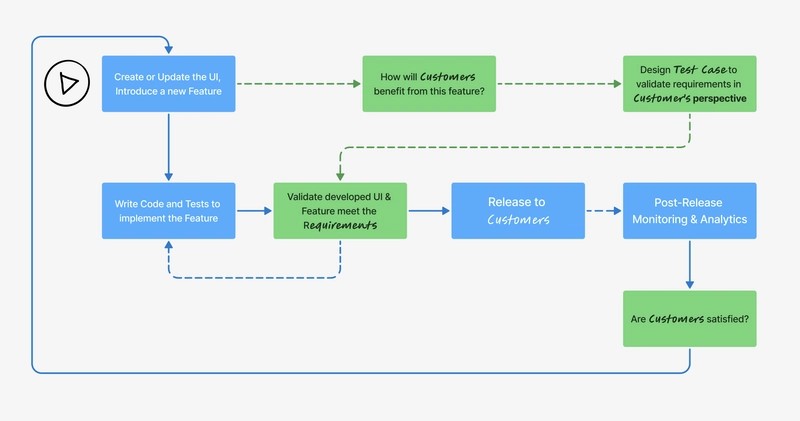 Create or Update the UI,
Introduce a new Feature
How will Customers
benefit from this feature?
Design Test Case to
validate requirements in
Customer's perspective
Write Code and Tests to
implement the Feature
Validate developed UI &
Feature meet the
Requirements
Release to
Customers
Post-Release
Monitoring & Analytics
Are Customers satisfied?